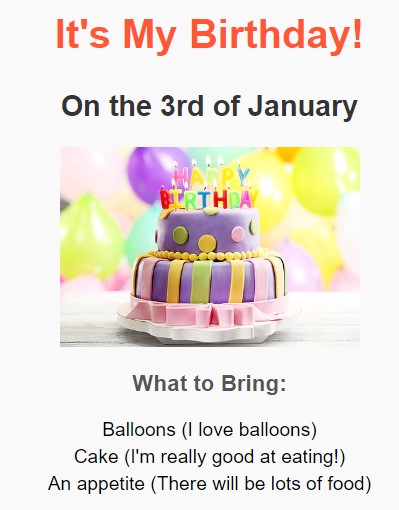 It's My Birthday!
On the 3rd of January
HAPPY
BIRTHDAY
What to Bring:
Balloons (I love balloons)
Cake (I'm really good at eating!)
An appetite (There will be lots of food)